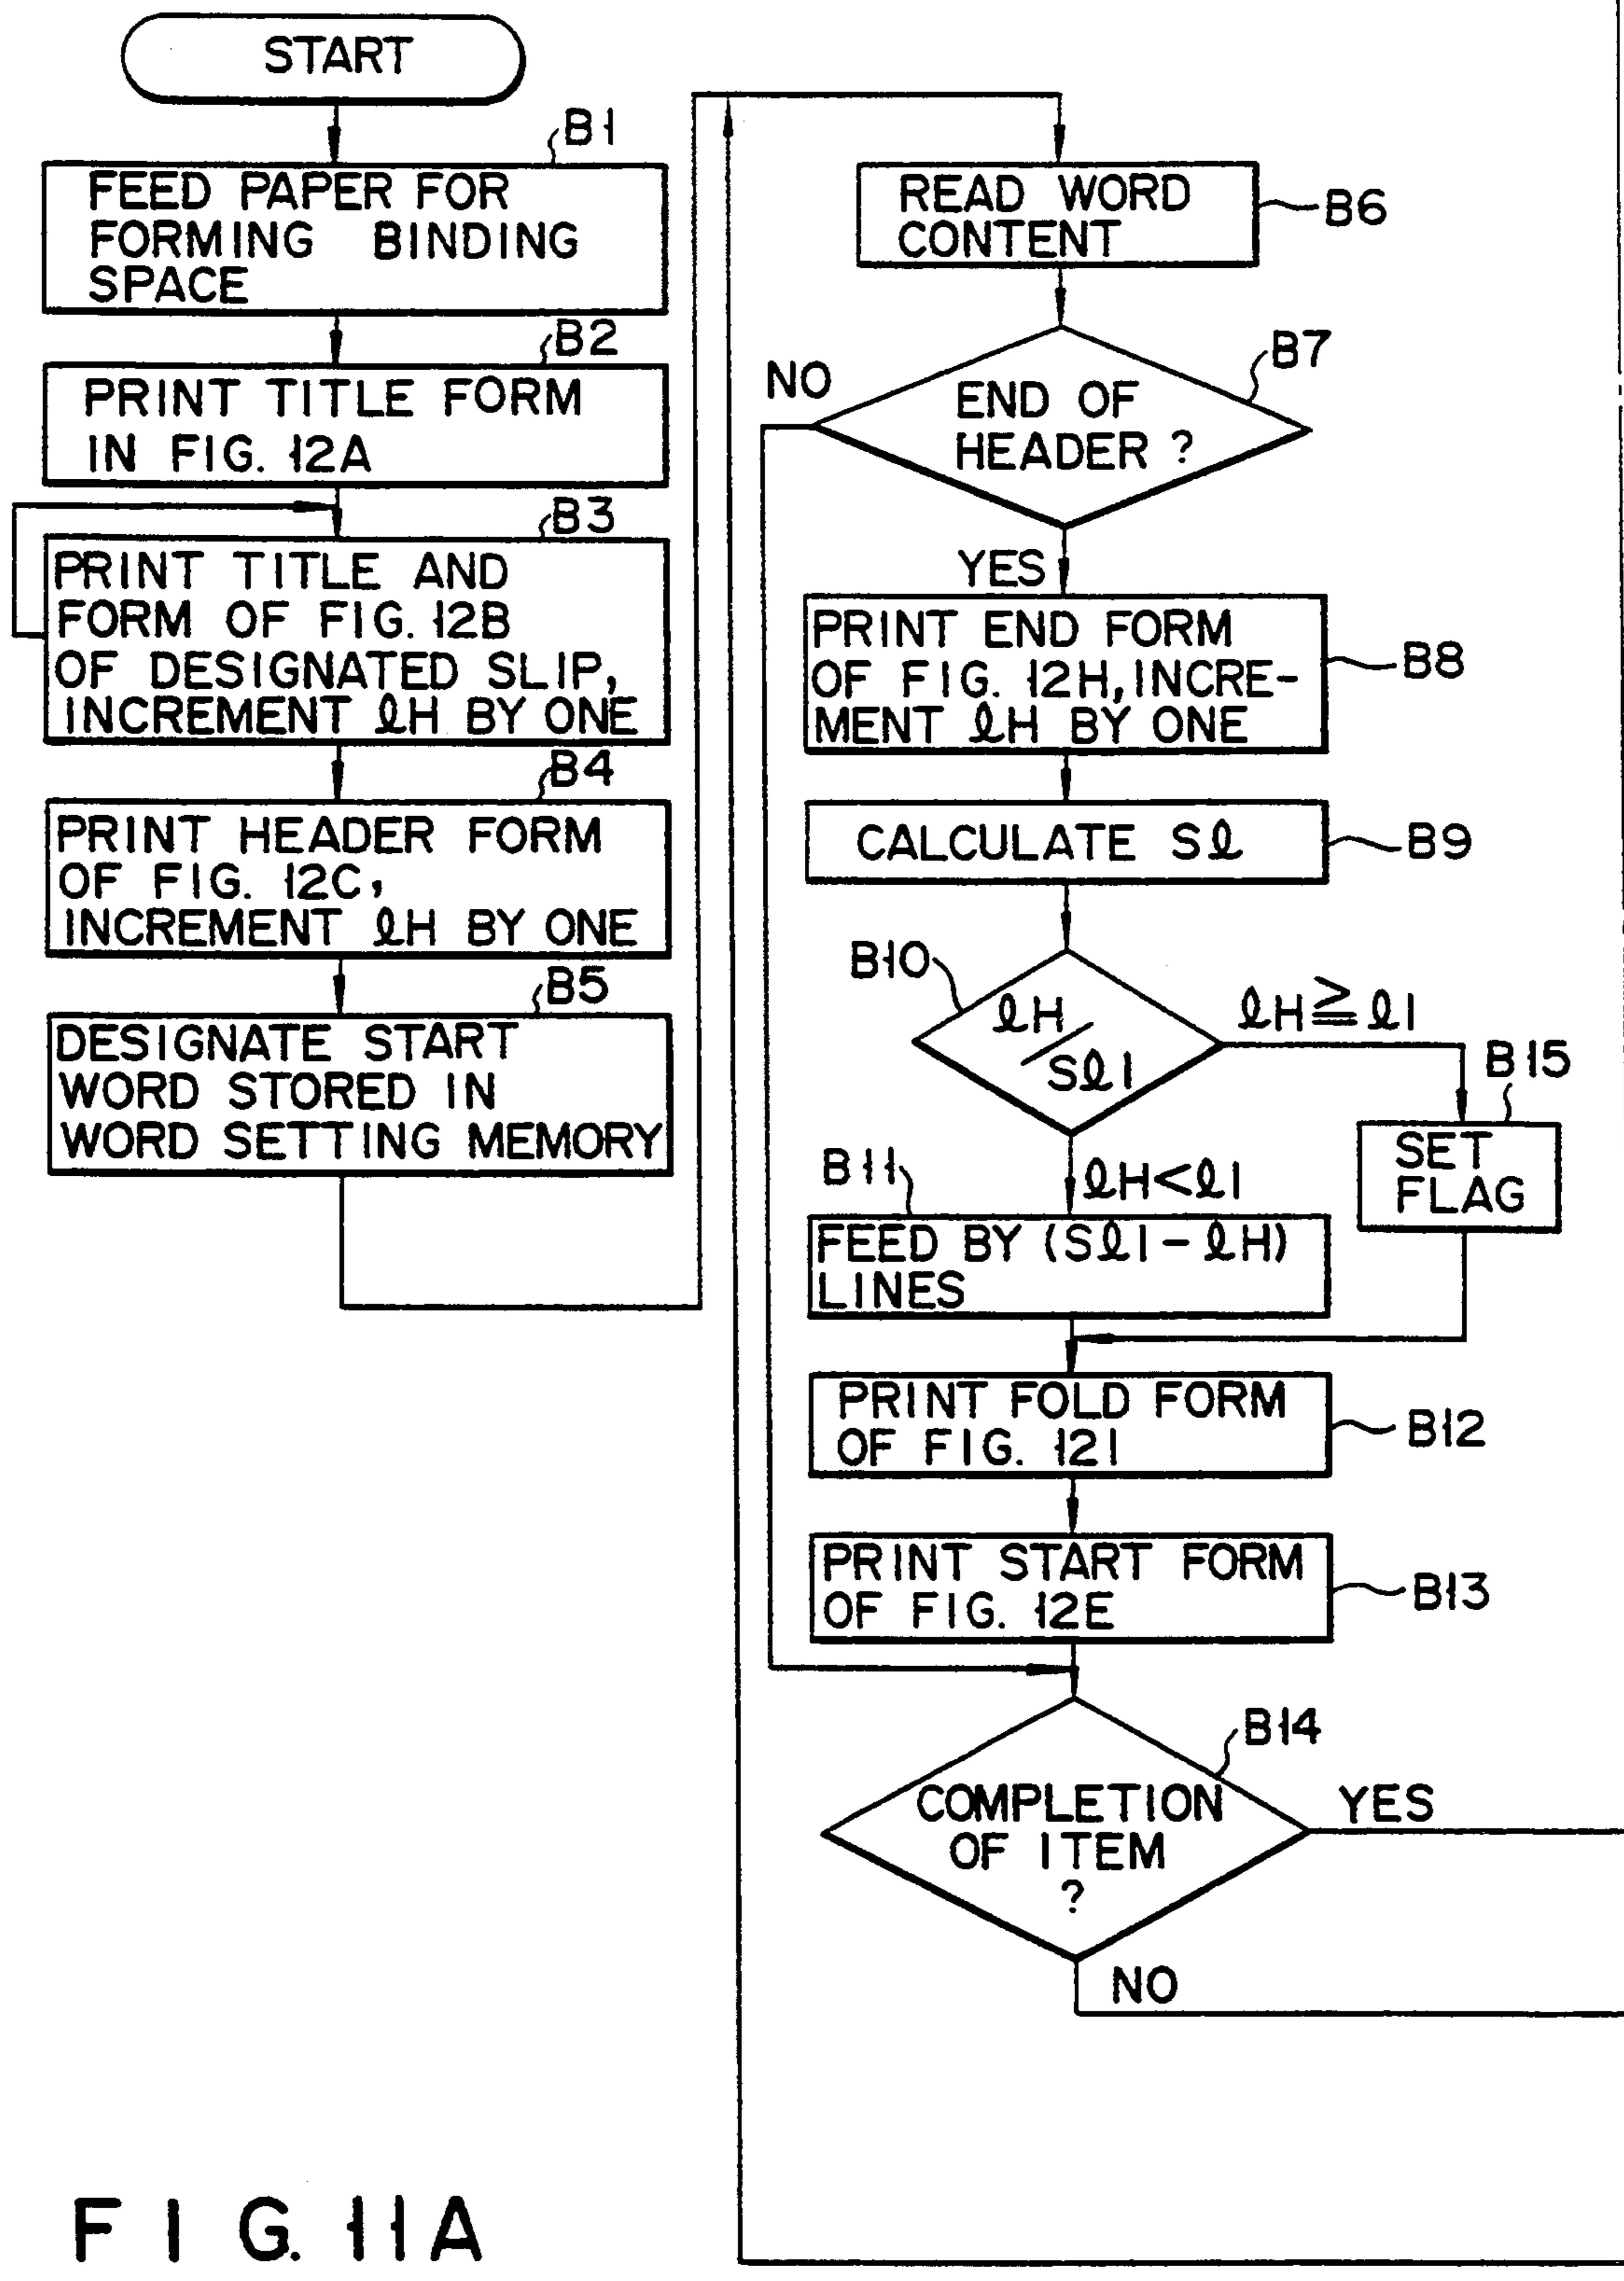 START
B1
FEED PAPER FOR
FORMING BINDING
SPACE
B2
PRINT TITLE FORM
IN FIG. 12A
B3
PRINT TITLE AND
FORM OF FIG. 12B
OF DESIGNATED SLIP,
INCREMENT ℓH BY ONE
B4
PRINT HEADER FORM
OF FIG. 12C,
INCREMENT ℓH BY ONE
B5
DESIGNATE START
WORD STORED IN
WORD SETTING MEMORY
READ WORD
CONTENT
B6
B7
NO
END OF
HEADER ?
YES
PRINT END FORM
OF FIG. 12H, INCRE-
MENT ℓH BY ONE
B8
CALCULATE Sℓ
B9
B10
ℓH
/
Sℓ1
ℓH≧ℓ1
B15
SET
FLAG
B11
ℓH<ℓ1
FEED BY (Sℓ1-ℓH)
LINES
PRINT FOLD FORM
OF FIG. 12I
B12
PRINT START FORM
OF FIG. 12E
B13
B14
COMPLETION
OF ITEM
?
YES
NO
FIG. 11A